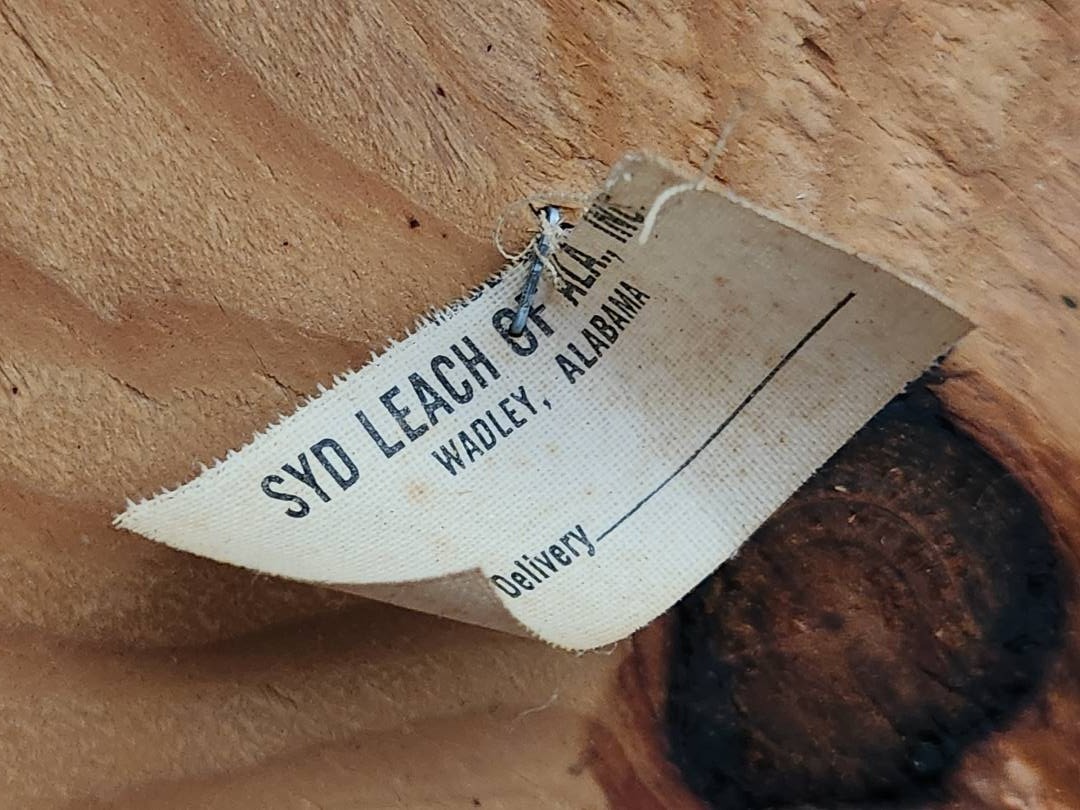 SYD LEACH OF ALA., INC.
WADLEY, ALABAMA
Delivery